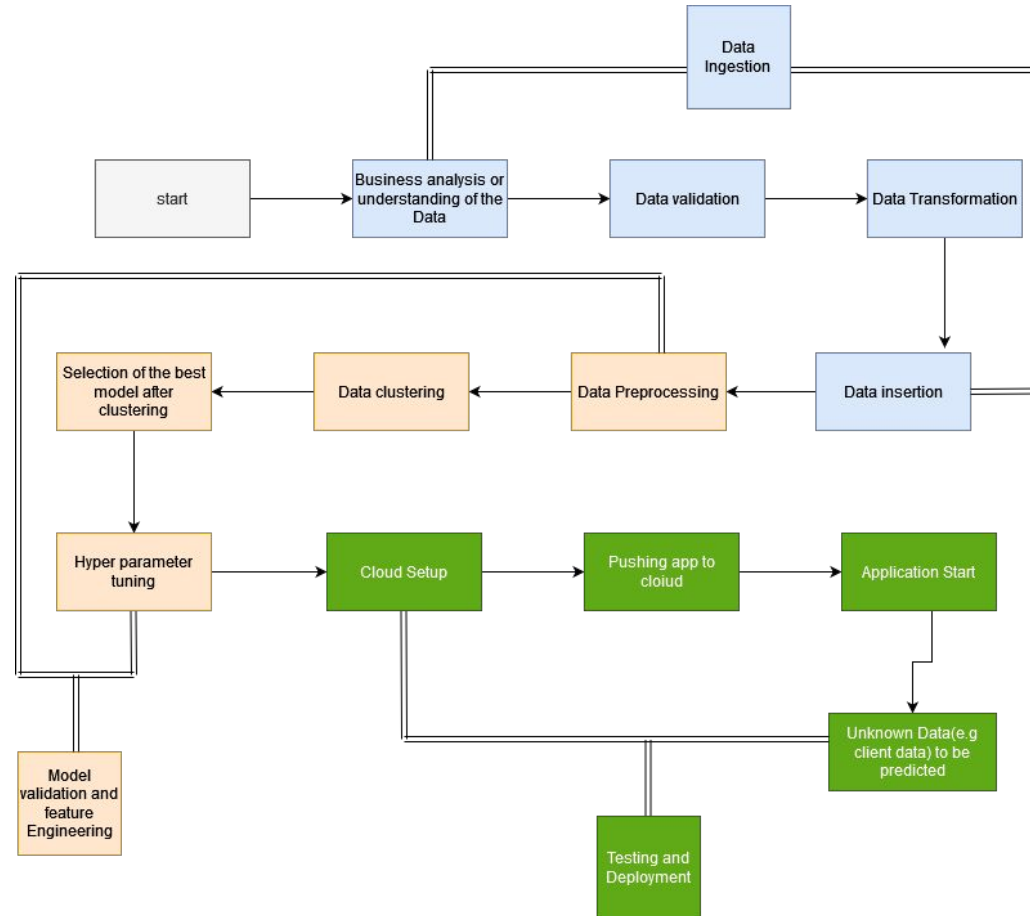 Data
Ingestion
start
Business analysis or
understanding of the
Data
Data validation
Data Transformation
Selection of the best
model after
clustering
Data clustering
Data Preprocessing
Data insertion
Hyper parameter
tuning
Cloud Setup
Pushing app to
cloiud
Application Start
Unknown Data(e.g
client data) to be
predicted
Model
validation and
feature
Engineering
Testing and
Deployment